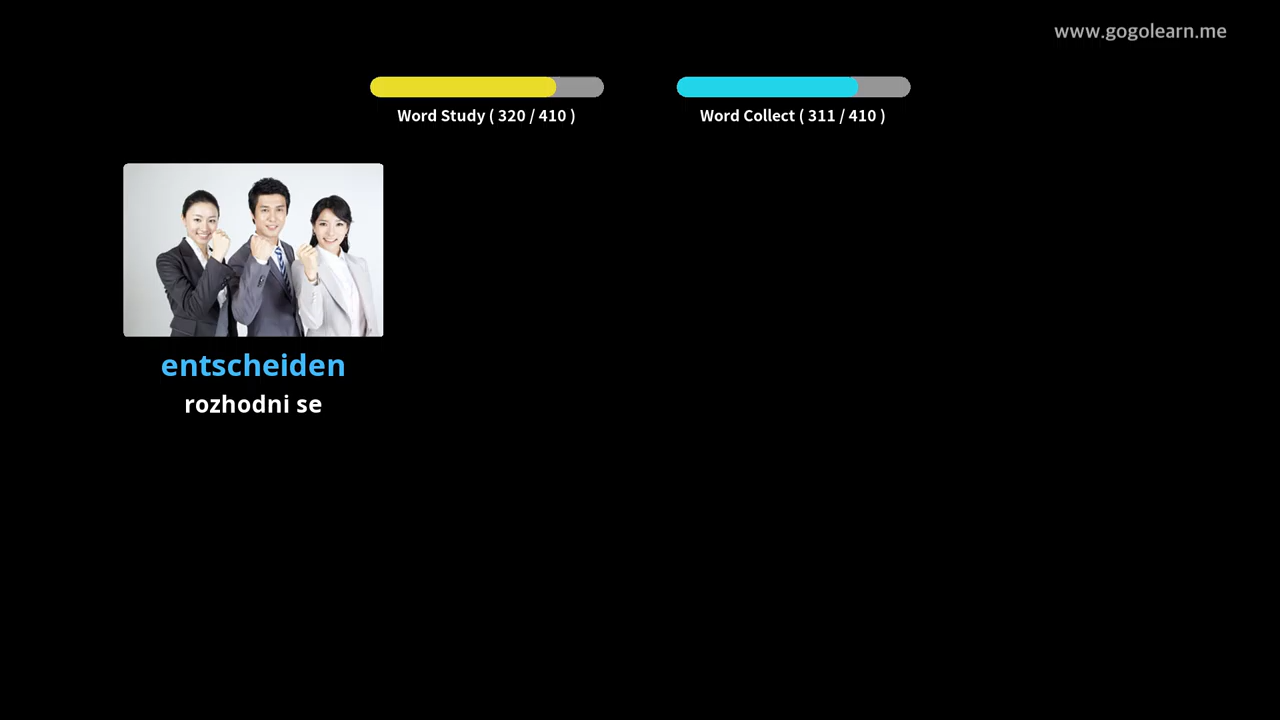 www.gogolearn.me
Word Study ( 320 / 410 )
Word Collect ( 311 / 410 )
entscheiden
rozhodni se